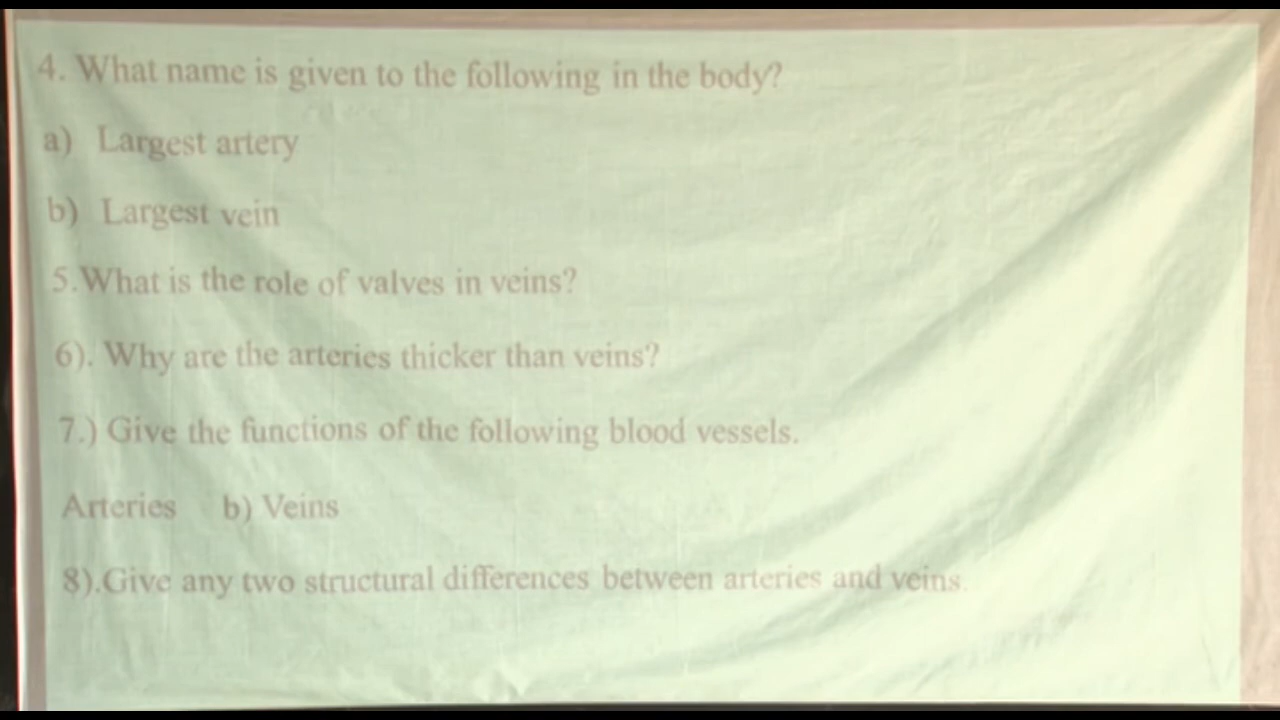 4. What name is given to the following in the body?
a) Largest artery
b) Largest vein
5.What is the role of valves in veins?
6). Why are the arteries thicker than veins?
7.) Give the functions of the following blood vessels.
Arteries b) Veins
8).Give any two structural differences between arteries and veins.